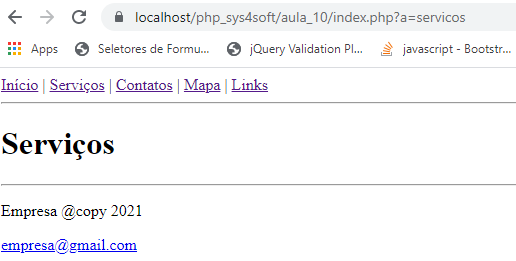 localhost/php_sys4soft/aula_10/index.php?a=servicos
Apps Seletores de Formu... jQuery Validation Pl... javascript - Bootstr...
Início | Serviços | Contatos | Mapa | Links
Serviços
Empresa @copy 2021
empresa@gmail.com